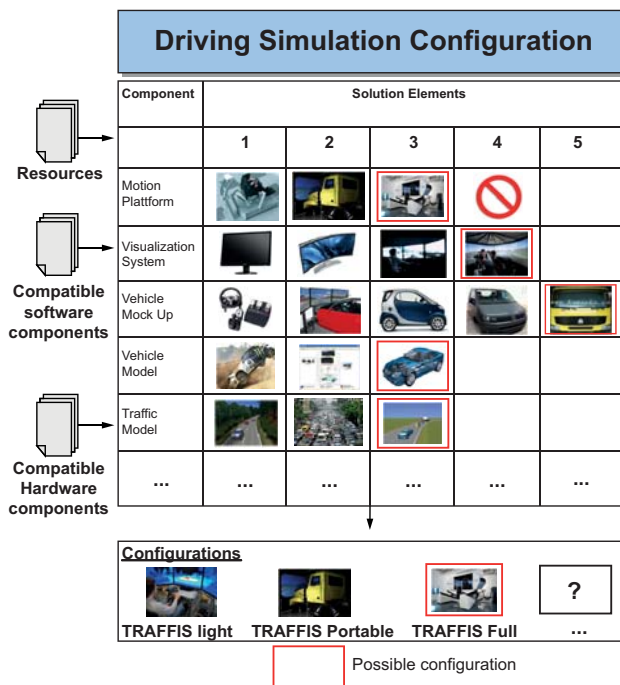 Driving Simulation Configuration
Component
Solution Elements
1 2 3 4 5
Resources
Motion
Plattform
Visualization
System
Compatible
software
components
Vehicle
Mock Up
Vehicle
Model
Traffic
Model
Compatible
Hardware
components
... ... ... ... ... ...
Configurations
?
TRAFFIS light TRAFFIS Portable TRAFFIS Full ...
Possible configuration